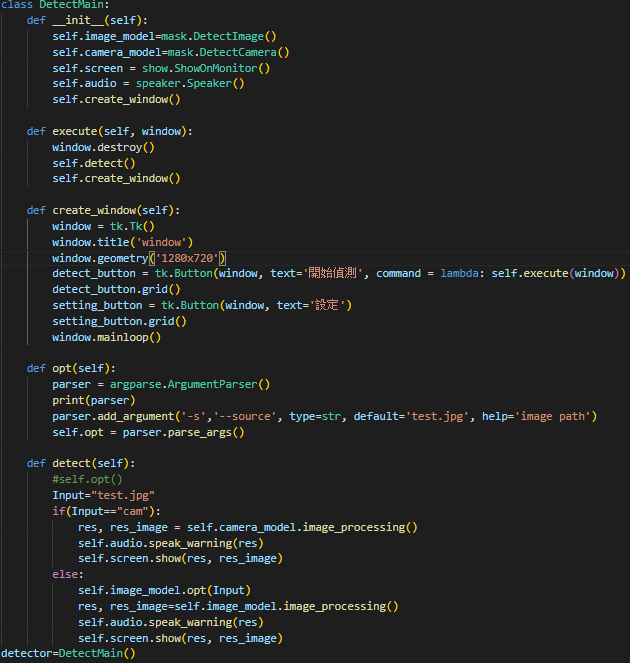 class DetectMain:
    def __init__(self):
        self.image_model=mask.DetectImage()
        self.camera_model=mask.DetectCamera()
        self.screen = show.ShowOnMonitor()
        self.audio = speaker.Speaker()
        self.create_window()

    def execute(self, window):
        window.destroy()
        self.detect()
        self.create_window()

    def create_window(self):
        window = tk.Tk()
        window.title('window')
        window.geometry('1280x720')
        detect_button = tk.Button(window, text='開始偵測', command = lambda: self.execute(window))
        detect_button.grid()
        setting_button = tk.Button(window, text='設定')
        setting_button.grid()
        window.mainloop()

    def opt(self):
        parser = argparse.ArgumentParser()
        print(parser)
        parser.add_argument('-s','--source', type=str, default='test.jpg', help='image path')
        self.opt = parser.parse_args()

    def detect(self):
        #self.opt()
        Input="test.jpg"
        if(Input=="cam"):
            res, res_image = self.camera_model.image_processing()
            self.audio.speak_warning(res)
            self.screen.show(res, res_image)
        else:
            self.image_model.opt(Input)
            res, res_image=self.image_model.image_processing()
            self.audio.speak_warning(res)
            self.screen.show(res, res_image)
detector=DetectMain()